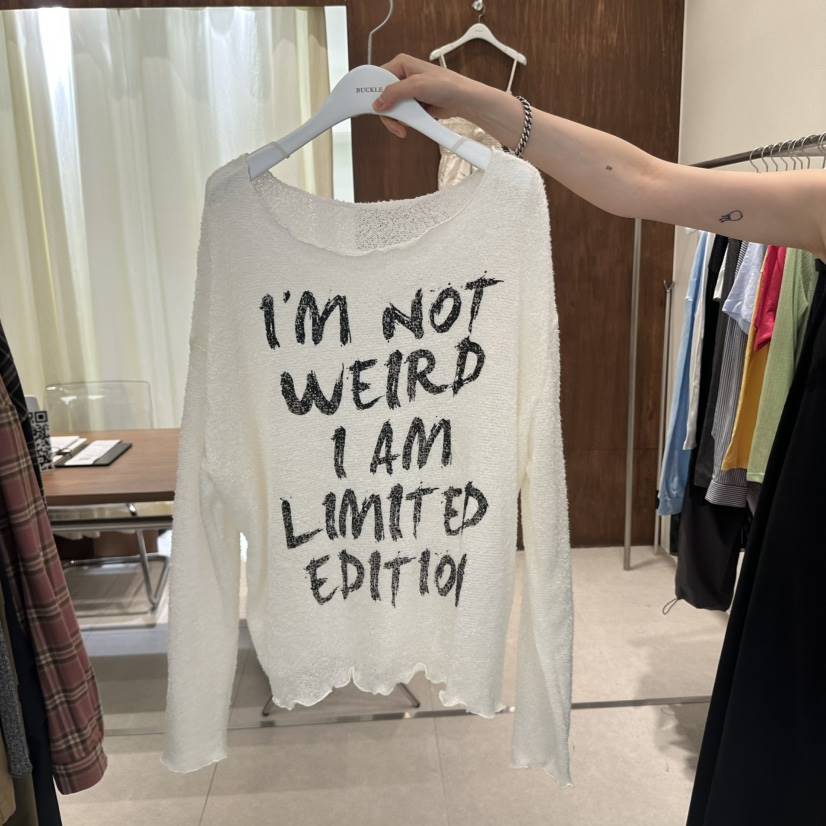 BUCKLE
I'M NOT
WEIRD
I AM
LIMITED
EDITION